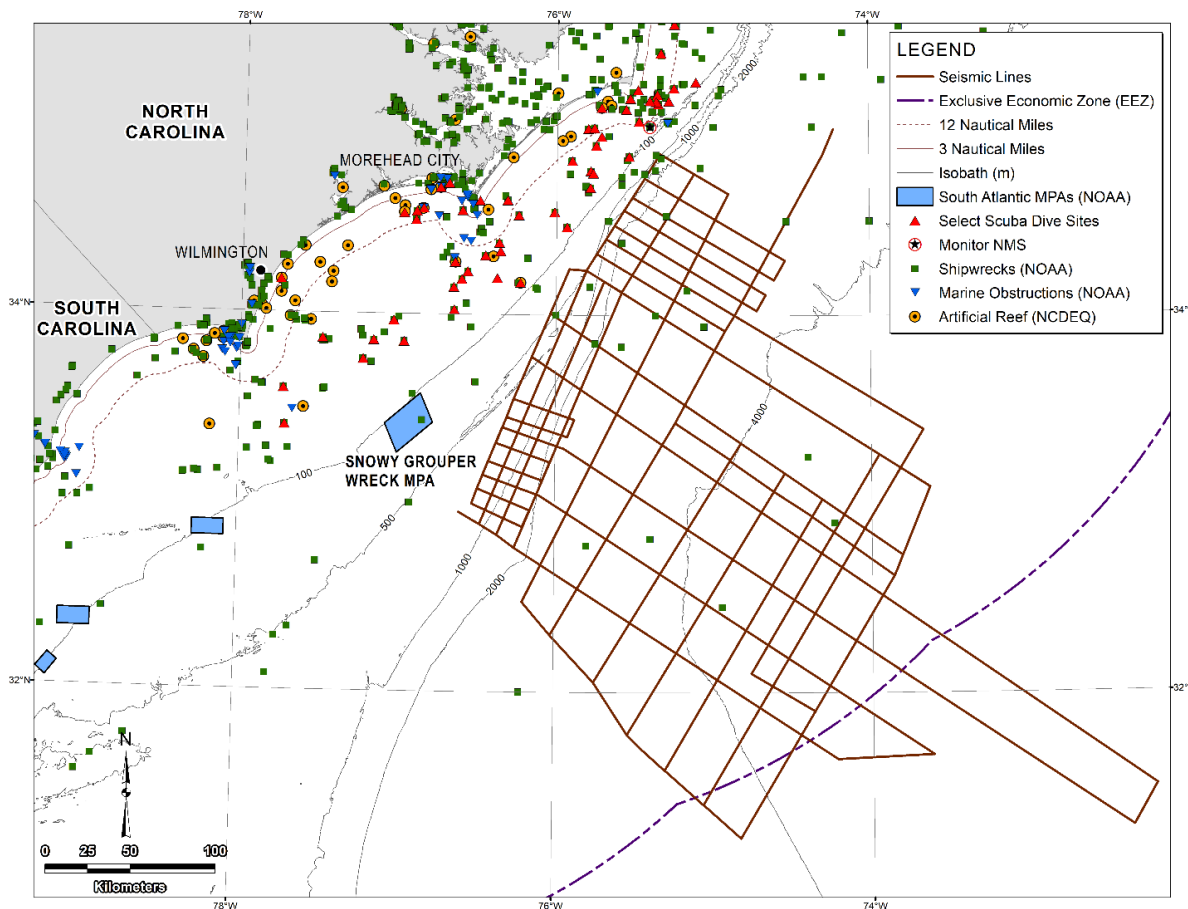 78°W
76°W
74°W
LEGEND
Seismic Lines
Exclusive Economic Zone (EEZ)
12 Nautical Miles
3 Nautical Miles
Isobath (m)
South Atlantic MPAs (NOAA)
Select Scuba Dive Sites
Monitor NMS
Shipwrecks (NOAA)
Marine Obstructions (NOAA)
Artificial Reef (NCDEQ)
2000
1000
100
NORTH
CAROLINA
MOREHEAD CITY
WILMINGTON
34°N
34°N
SOUTH
CAROLINA
4000
SNOWY GROUPER
WRECK MPA
100
500
1000
2000
32°N
32°N
N
0 25 50 100
Kilometers
78°W
76°W
74°W